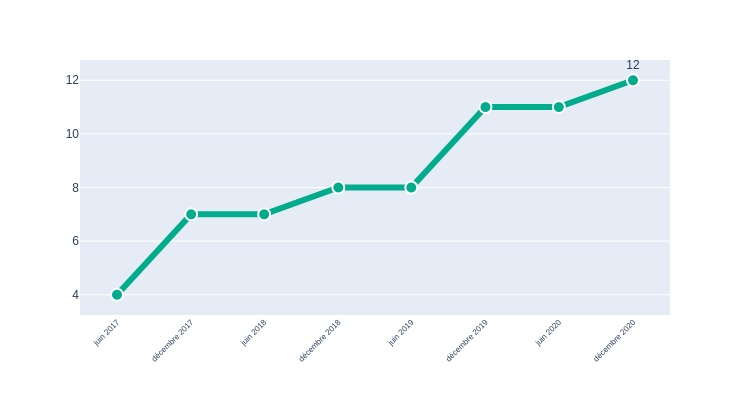 12
12
10
8
6
4
juin 2017
décembre 2017
juin 2018
décembre 2018
juin 2019
décembre 2019
juin 2020
décembre 2020